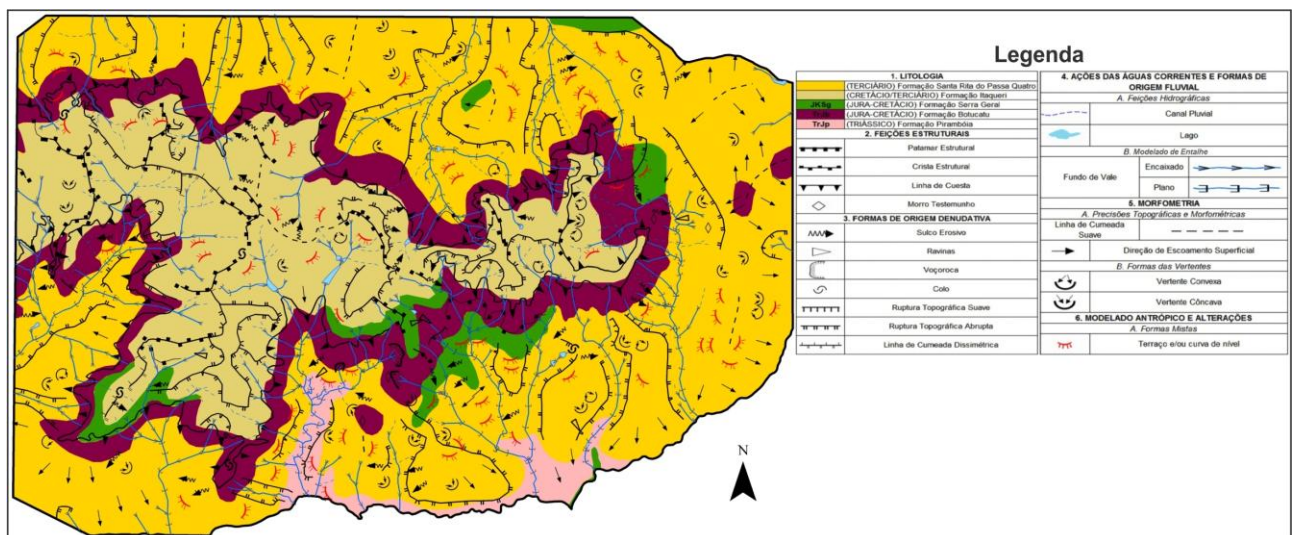 Legenda
1. LITOLOGIA
(TERCIÁRIO) Formação Santa Rita do Passa Quatro
(CRETÁCIO/TERCIÁRIO) Formação Itaqueri
JKSg (JURA-CRETÁCIO) Formação Serra Geral
(JURA-CRETÁCIO) Formação Botucatu
TrJp (TRIÁSSICO) Formação Pirambóia
2. FEIÇÕES ESTRUTURAIS
Patamar Estrutural
Crista Estrutural
Linha de Cuesta
Morro Testemunho
3. FORMAS DE ORIGEM DENUDATIVA
Sulco Erosivo
Ravinas
Voçoroca
Colo
Ruptura Topográfica Suave
Ruptura Topográfica Abrupta
Linha de Cumeada Dissimétrica
4. AÇÕES DAS ÁGUAS CORRENTES E FORMAS DE
ORIGEM FLUVIAL
A. Feições Hidrográficas
Canal Pluvial
Lago
B. Modelado de Entalhe
Fundo de Vale
Encaixado
Plano
5. MORFOMETRIA
A. Precisões Topográficas e Morfométricas
Linha de Cumeada
Suave
Direção de Escoamento Superficial
B. Formas das Vertentes
Vertente Convexa
Vertente Côncava
6. MODELADO ANTRÓPICO E ALTERAÇÕES
A. Formas Mistas
Terraço e/ou curva de nível
N